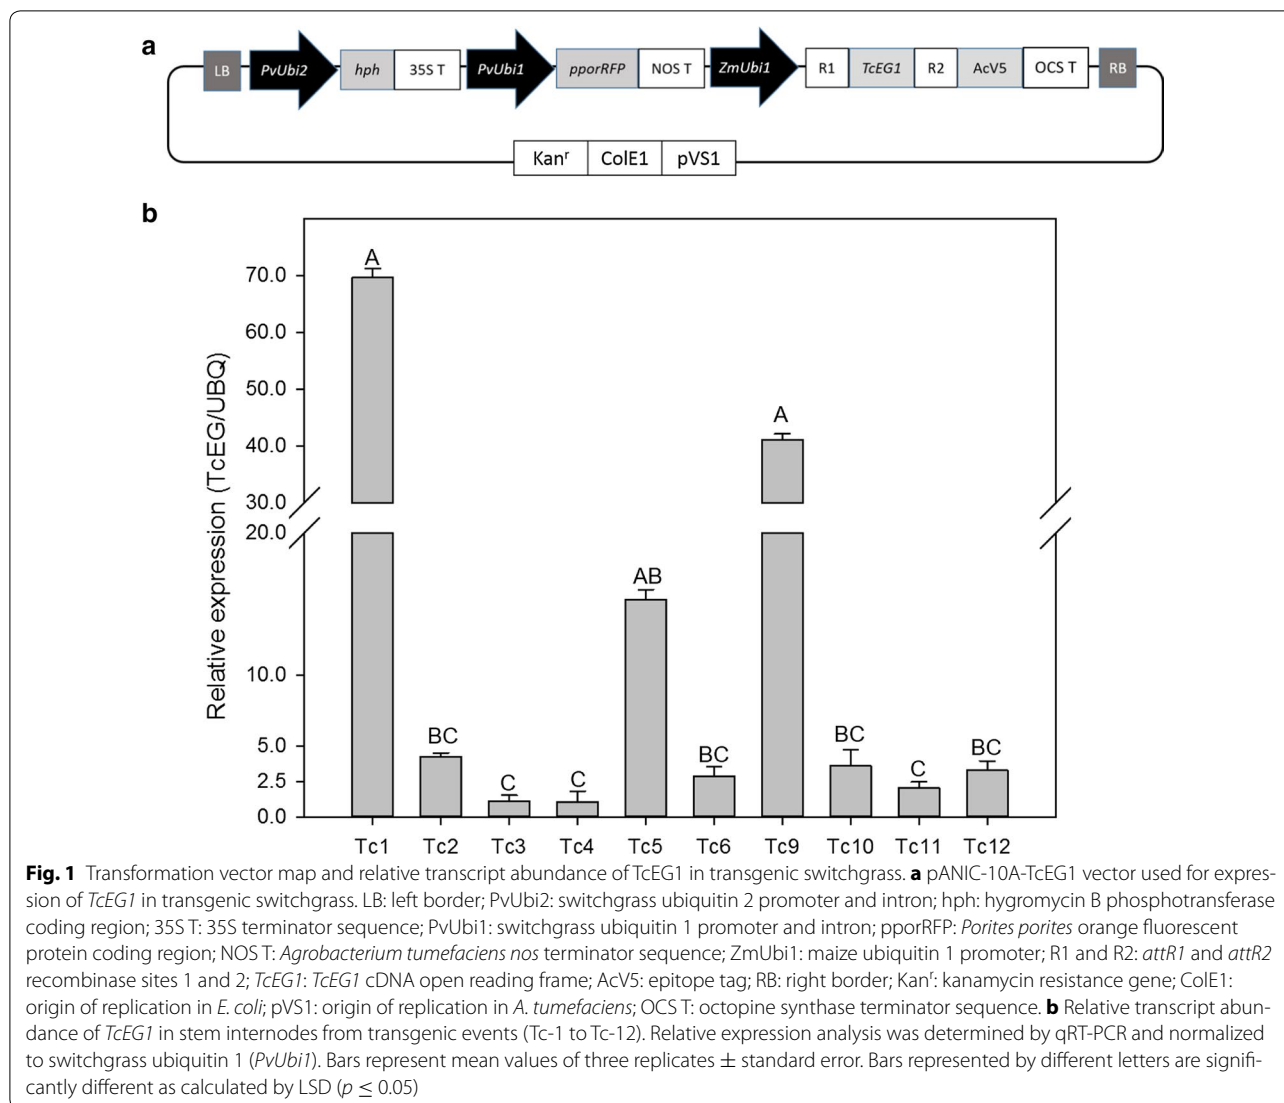 a
LB PvUbi2 hph 35S T PvUbi1 pporRFP NOS T ZmUbi1 R1 TcEG1 R2 AcV5 OCS T RB
Kanʳ ColE1 pVS1
b
Relative expression (TcEG/UBQ)
70.0
60.0
50.0
40.0
30.0
20.0
10.0
5.0
2.5
0.0
A BC C C AB BC A BC C BC
Tc1 Tc2 Tc3 Tc4 Tc5 Tc6 Tc9 Tc10 Tc11 Tc12
Fig. 1 Transformation vector map and relative transcript abundance of TcEG1 in transgenic switchgrass. a pANIC-10A-TcEG1 vector used for expres-
sion of TcEG1 in transgenic switchgrass. LB: left border; PvUbi2: switchgrass ubiquitin 2 promoter and intron; hph: hygromycin B phosphotransferase
coding region; 35S T: 35S terminator sequence; PvUbi1: switchgrass ubiquitin 1 promoter and intron; pporRFP: Porites porites orange fluorescent
protein coding region; NOS T: Agrobacterium tumefaciens nos terminator sequence; ZmUbi1: maize ubiquitin 1 promoter; R1 and R2: attR1 and attR2
recombinase sites 1 and 2; TcEG1: TcEG1 cDNA open reading frame; AcV5: epitope tag; RB: right border; Kanʳ: kanamycin resistance gene; ColE1:
origin of replication in E. coli; pVS1: origin of replication in A. tumefaciens; OCS T: octopine synthase terminator sequence. b Relative transcript abun-
dance of TcEG1 in stem internodes from transgenic events (Tc-1 to Tc-12). Relative expression analysis was determined by qRT-PCR and normalized
to switchgrass ubiquitin 1 (PvUbi1). Bars represent mean values of three replicates ± standard error. Bars represented by different letters are signifi-
cantly different as calculated by LSD (p ≤ 0.05)